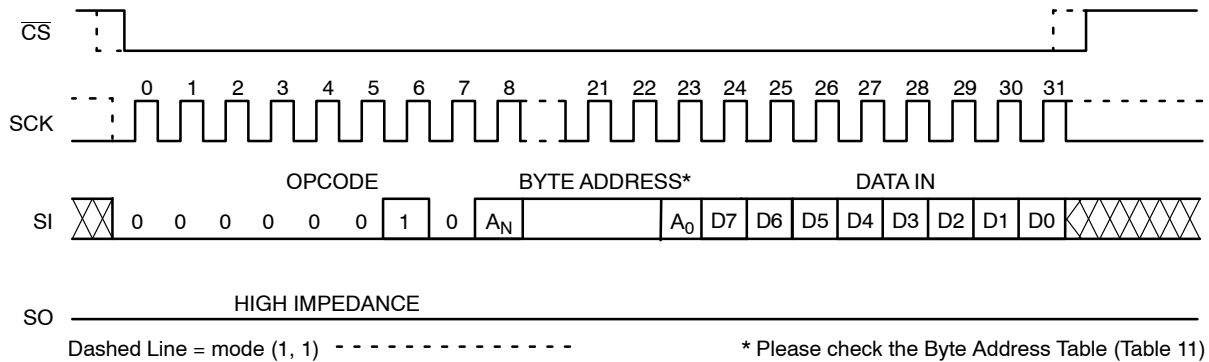 CS
0 1 2 3 4 5 6 7 8 21 22 23 24 25 26 27 28 29 30 31
SCK
OPCODE BYTE ADDRESS* DATA IN
SI 0 0 0 0 0 0 1 0 AN A0 D7 D6 D5 D4 D3 D2 D1 D0
HIGH IMPEDANCE
SO
Dashed Line = mode (1, 1) * Please check the Byte Address Table (Table 11)